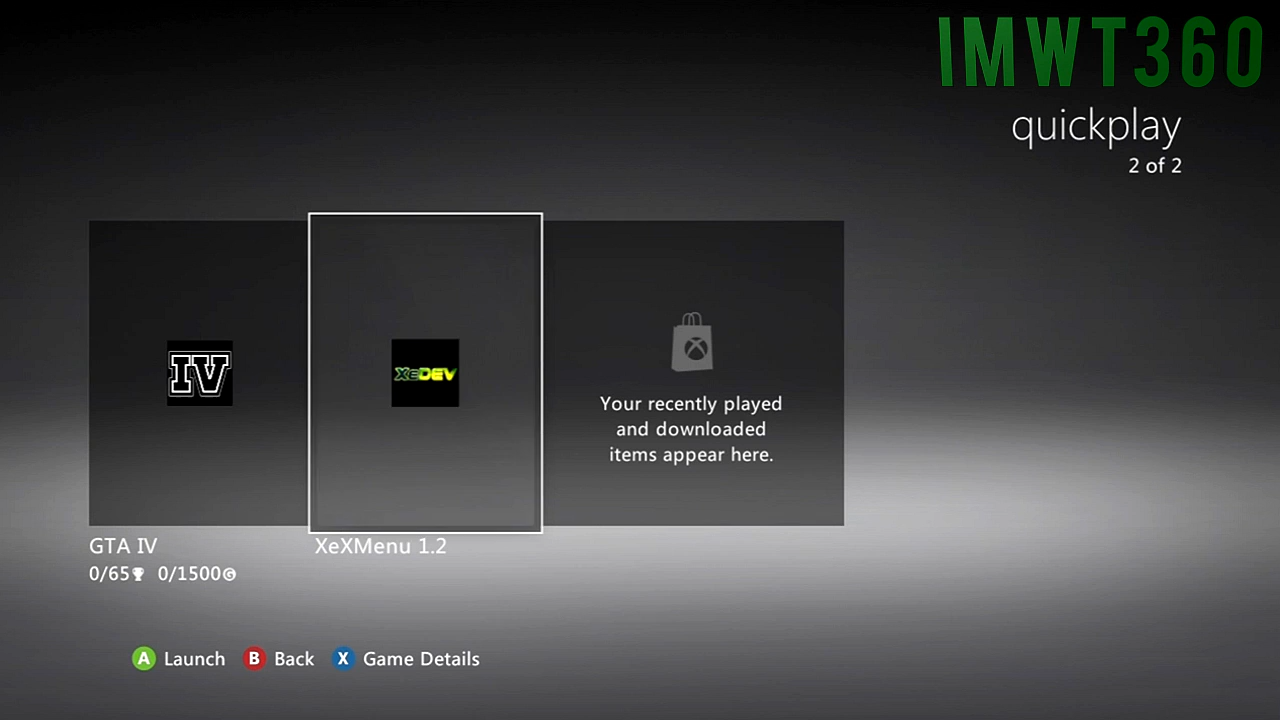 IMWT360
quickplay
2 of 2
IV
XeDEV
Your recently played
and downloaded
items appear here.
GTA IV
XeXMenu 1.2
0/65 0/1500G
A Launch B Back X Game Details